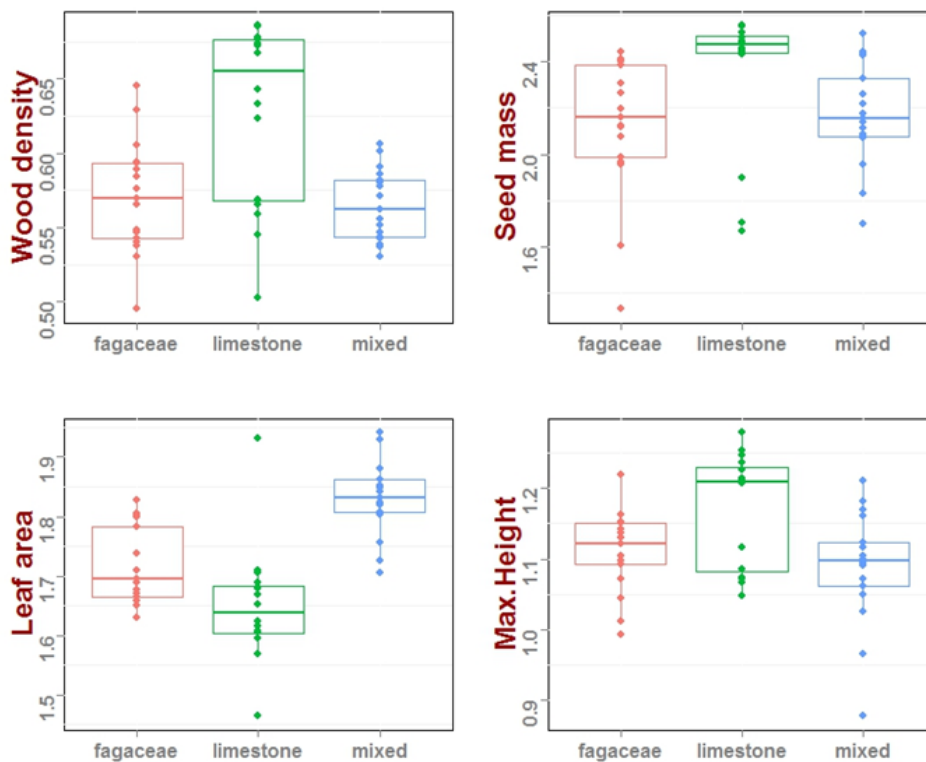 Wood density
0.65
0.60
0.55
0.50
fagaceae limestone mixed
Seed mass
2.4
2.0
1.6
fagaceae limestone mixed
Leaf area
1.9
1.8
1.7
1.6
1.5
fagaceae limestone mixed
Max.Height
1.2
1.1
1.0
0.9
fagaceae limestone mixed